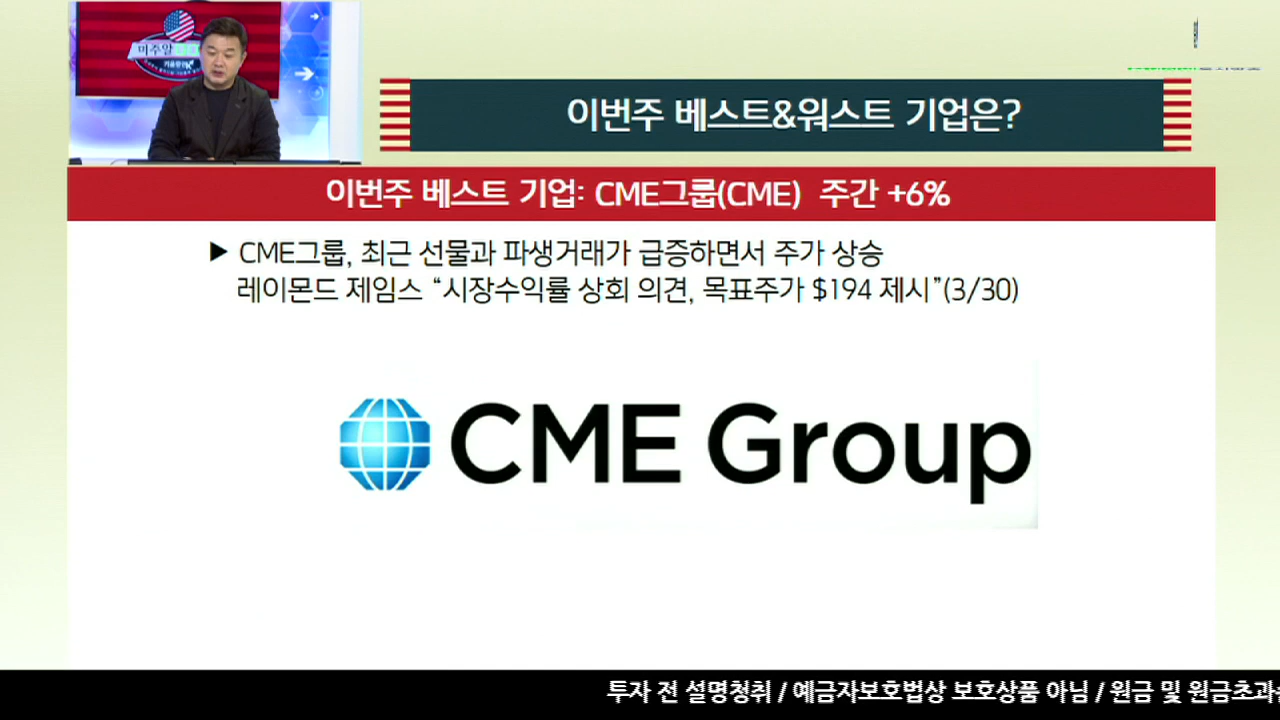 미주알
이번주 베스트&워스트 기업은?
이번주 베스트 기업: CME그룹(CME) 주간 +6%
▶ CME그룹, 최근 선물과 파생거래가 급증하면서 주가 상승
레이몬드 제임스 “시장수익률 상회 의견, 목표주가 $194 제시”(3/30)
CME Group
투자 전 설명청취 / 예금자보호법상 보호상품 아님 / 원금 및 원금초과